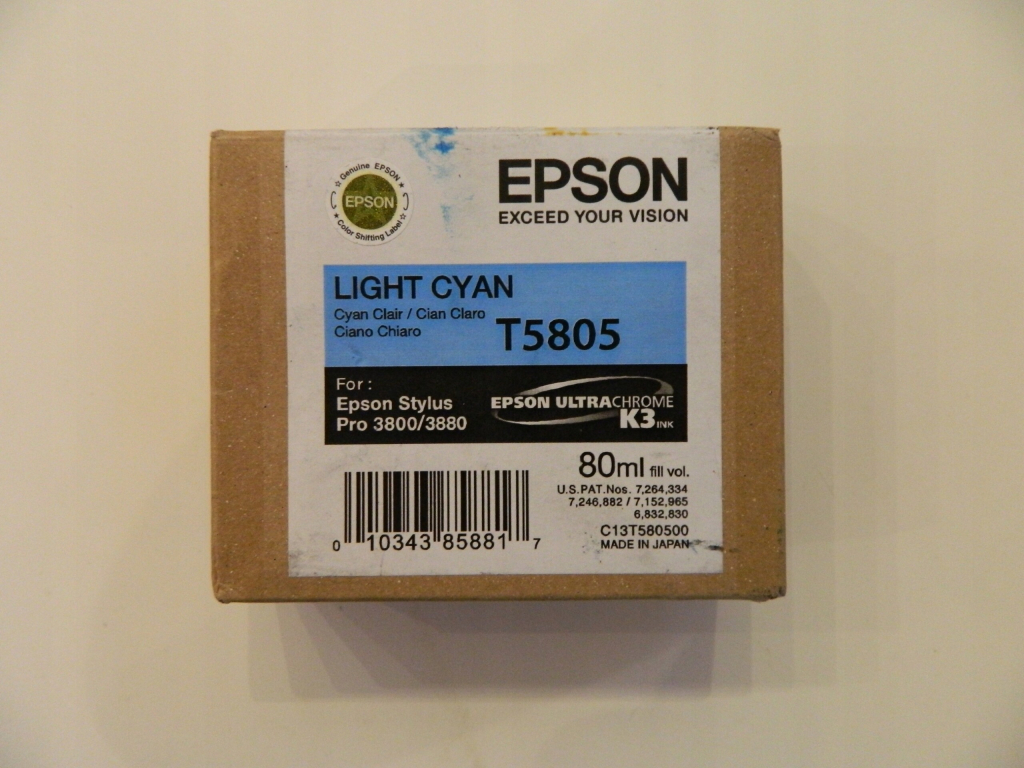 Genuine EPSON
EPSON
Color Shifting Label
EPSON
EXCEED YOUR VISION
LIGHT CYAN
Cyan Clair / Cian Claro
Ciano Chiaro
T5805
For :
Epson Stylus
Pro 3800/3880
EPSON ULTRACHROME
K3 INK
80ml fill vol.
U.S.PAT.Nos. 7,264,334
7,246,882 / 7,152,965
6,832,830
C13T580500
MADE IN JAPAN
0 10343 85881 7